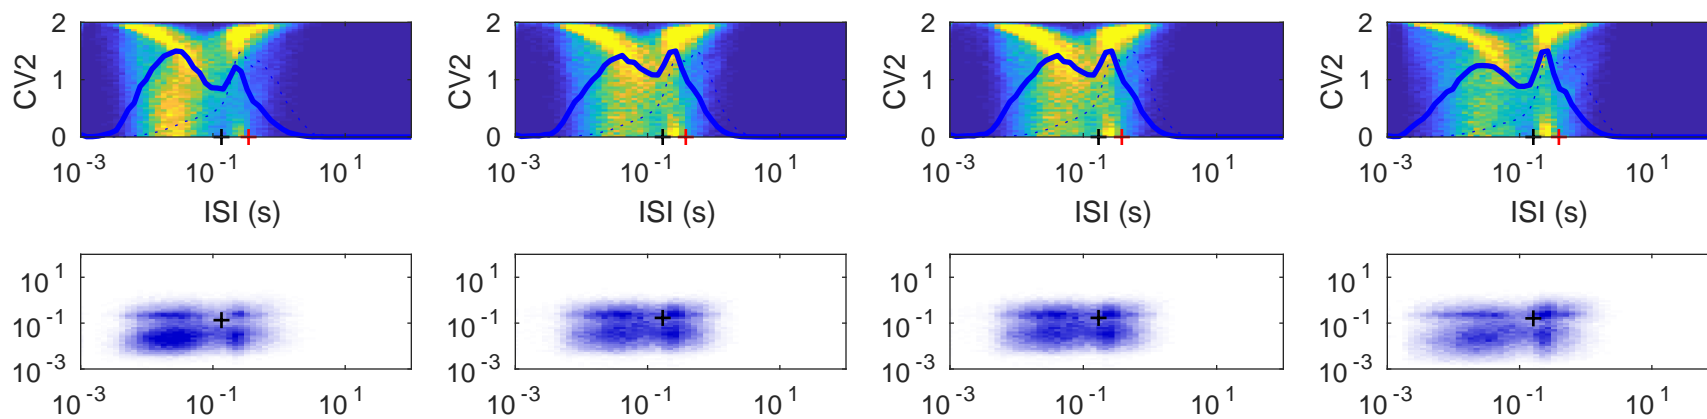 2 2 2 2
CV2 CV2 CV2 CV2
1 1 1 1
0 0 0 0
10^-3 10^-1 10^1 10^-3 10^-1 10^1 10^-3 10^-1 10^1 10^-3 10^-1 10^1
ISI (s) ISI (s) ISI (s) ISI (s)
10^1 10^1 10^1 10^1
10^-1 10^-1 10^-1 10^-1
10^-3 10^-3 10^-3 10^-3
10^-3 10^-1 10^1 10^-3 10^-1 10^1 10^-3 10^-1 10^1 10^-3 10^-1 10^1